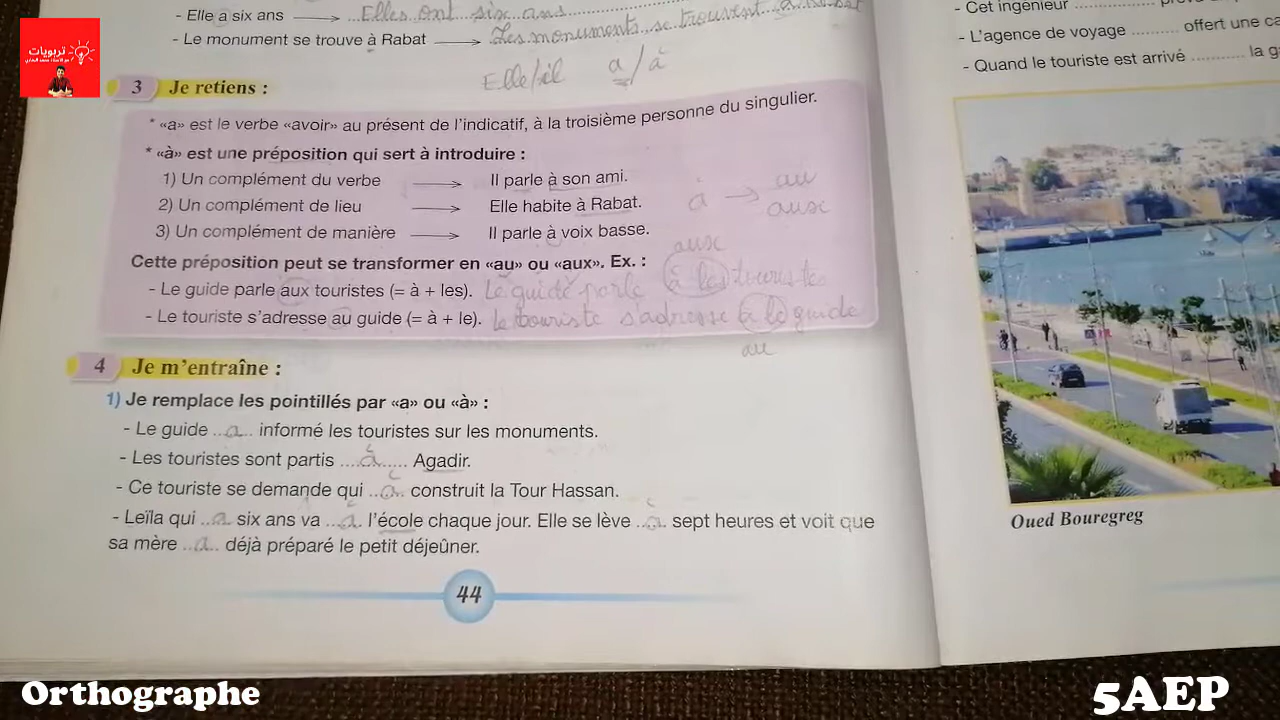 - Elle a six ans → Elles ont six ans
- Le monument se trouve à Rabat → Les monuments se trouvent à Rabat
Elle/il a/à
تربويات
3 Je retiens :
* «a» est le verbe «avoir» au présent de l'indicatif, à la troisième personne du singulier.
* «à» est une préposition qui sert à introduire :
1) Un complément du verbe → Il parle à son ami.
2) Un complément de lieu → Elle habite à Rabat.
3) Un complément de manière → Il parle à voix basse.
à → au
aux
Cette préposition peut se transformer en «au» ou «aux». Ex. :
aux
- Le guide parle aux touristes (= à + les). Le guide parle à les touristes
- Le touriste s'adresse au guide (= à + le). le touriste s'adresse à le guide
au
4 Je m'entraîne :
1) Je remplace les pointillés par «a» ou «à» :
- Le guide ..a.. informé les touristes sur les monuments.
- Les touristes sont partis ....à..... Agadir.
- Ce touriste se demande qui ..a. construit la Tour Hassan.
- Leïla qui ..a. six ans va ..à. l'école chaque jour. Elle se lève ..à. sept heures et voit que
sa mère ..a.. déjà préparé le petit déjeûner.
44
- Cet ingénieur ..............
- L'agence de voyage .......... offert une
- Quand le touriste est arrivé ........... la
Oued Bouregreg
Orthographe
5AEP